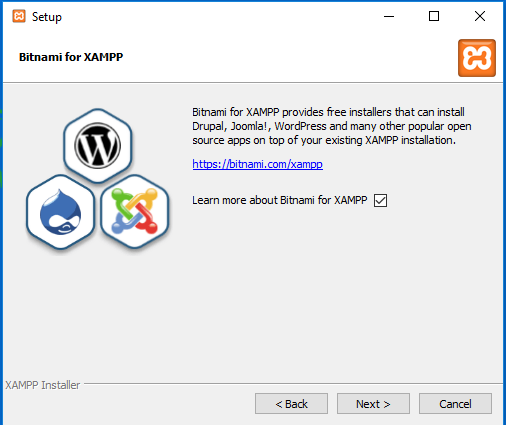 Setup
Bitnami for XAMPP
Bitnami for XAMPP provides free installers that can install
Drupal, Joomla!, WordPress and many other popular open
source apps on top of your existing XAMPP installation.
https://bitnami.com/xampp
Learn more about Bitnami for XAMPP
XAMPP Installer
< Back
Next >
Cancel